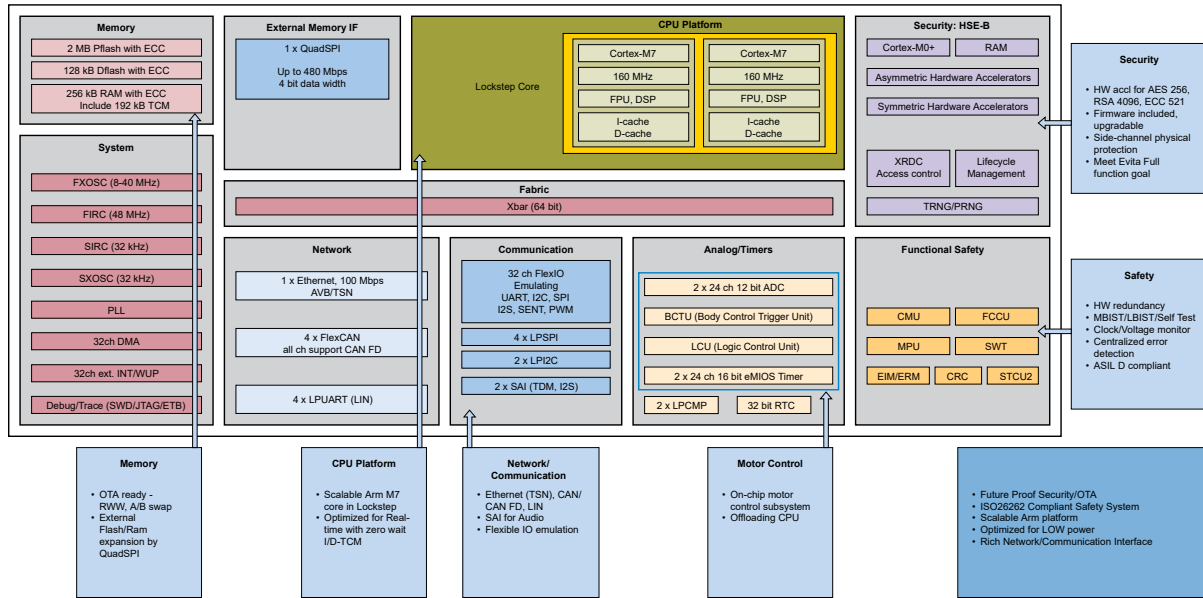 Memory
2 MB Pflash with ECC
128 kB Dflash with ECC
256 kB RAM with ECC
Include 192 kB TCM
External Memory IF
1 x QuadSPI
Up to 480 Mbps
4 bit data width
CPU Platform
Lockstep Core
Cortex-M7
160 MHz
FPU, DSP
I-cache
D-cache
Cortex-M7
160 MHz
FPU, DSP
I-cache
D-cache
Security: HSE-B
Cortex-M0+
RAM
Asymmetric Hardware Accelerators
Symmetric Hardware Accelerators
XRDC
Access control
Lifecycle
Management
TRNG/PRNG
Security
• HW accl for AES 256,
RSA 4096, ECC 521
• Firmware included,
upgradable
• Side-channel physical
protection
• Meet Evita Full
function goal
System
FXOSC (8-40 MHz)
FIRC (48 MHz)
SIRC (32 kHz)
SXOSC (32 kHz)
PLL
32ch DMA
32ch ext. INT/WUP
Debug/Trace (SWD/JTAG/ETB)
Fabric
Xbar (64 bit)
Network
1 x Ethernet, 100 Mbps
AVB/TSN
4 x FlexCAN
all ch support CAN FD
4 x LPUART (LIN)
Communication
32 ch FlexIO
Emulating
UART, I2C, SPI
I2S, SENT, PWM
4 x LPSPI
2 x LPI2C
2 x SAI (TDM, I2S)
Analog/Timers
2 x 24 ch 12 bit ADC
BCTU (Body Control Trigger Unit)
LCU (Logic Control Unit)
2 x 24 ch 16 bit eMIOS Timer
2 x LPCMP
32 bit RTC
Functional Safety
CMU
FCCU
MPU
SWT
EIM/ERM
CRC
STCU2
Safety
• HW redundancy
• MBIST/LBIST/Self Test
• Clock/Voltage monitor
• Centralized error
detection
• ASIL D compliant
Memory
• OTA ready -
RWW, A/B swap
• External
Flash/Ram
expansion by
QuadSPI
CPU Platform
• Scalable Arm M7
core in Lockstep
• Optimized for Real-
time with zero wait
I/D-TCM
Network/
Communication
• Ethernet (TSN), CAN/
CAN FD, LIN
• SAI for Audio
• Flexible IO emulation
Motor Control
• On-chip motor
control subsystem
• Offloading CPU
• Future Proof Security/OTA
• ISO26262 Compliant Safety System
• Scalable Arm platform
• Optimized for LOW power
• Rich Network/Communication Interface